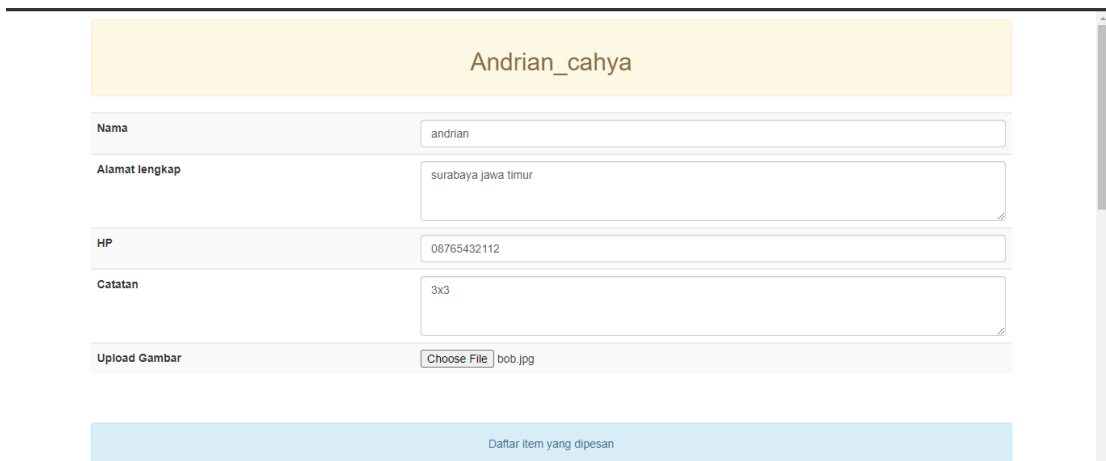 Andrian_cahya
Nama
andrian
Alamat lengkap
surabaya jawa timur
HP
08765432112
Catatan
3x3
Upload Gambar
Choose File bob.jpg
Daftar item yang dipesan